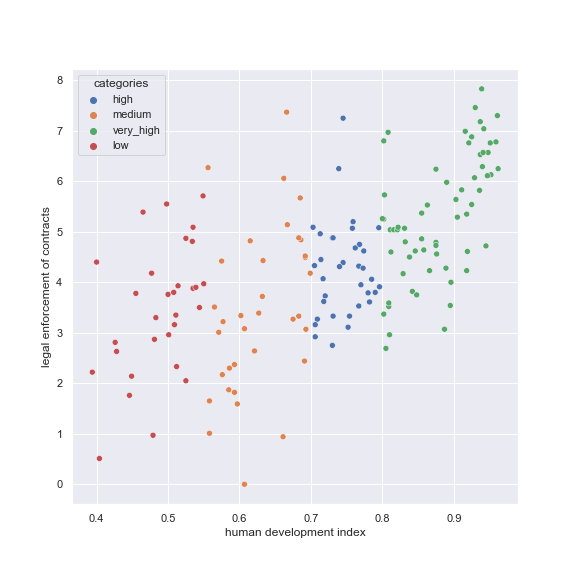 categories
high
medium
very_high
low
8
7
6
5
4
3
2
1
0
legal enforcement of contracts
0.4 0.5 0.6 0.7 0.8 0.9
human development index